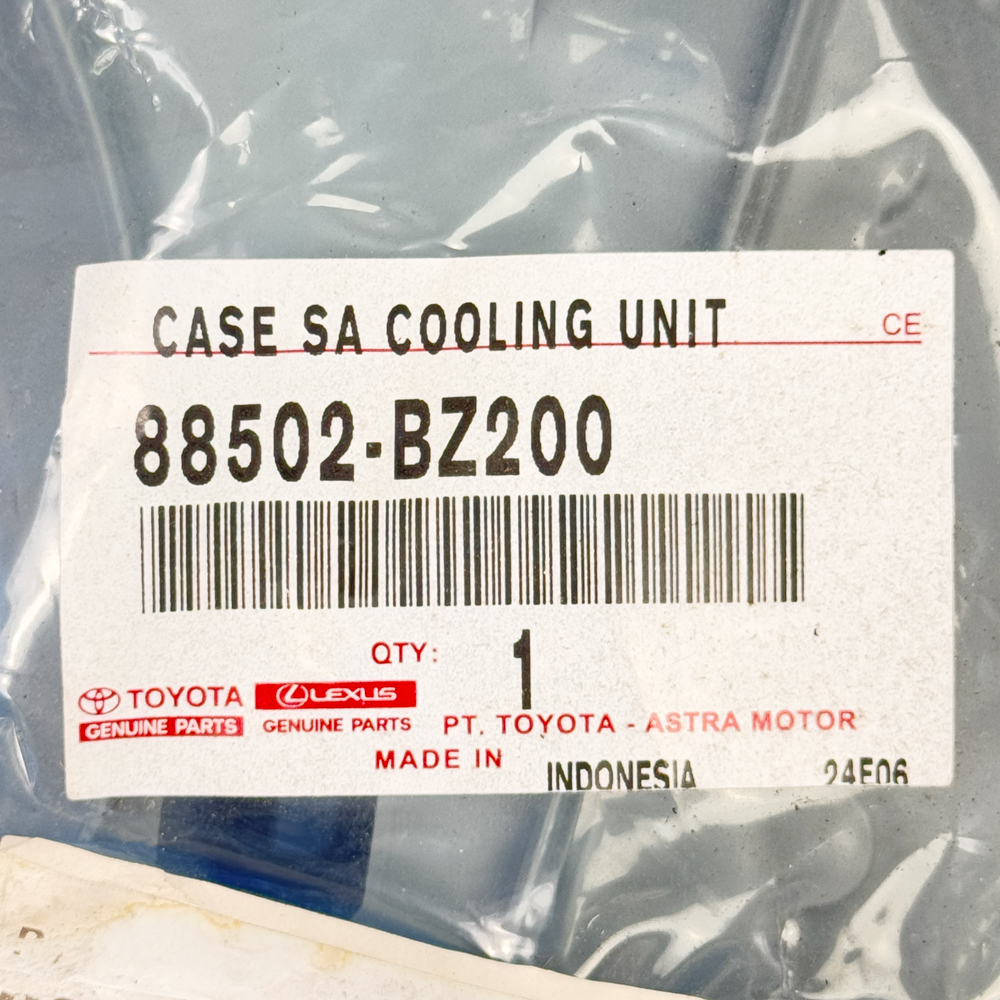 CASE SA COOLING UNIT
CE
88502-BZ200
QTY: 1
TOYOTA LEXUS
GENUINE PARTS GENUINE PARTS
PT. TOYOTA - ASTRA MOTOR
MADE IN INDONESIA